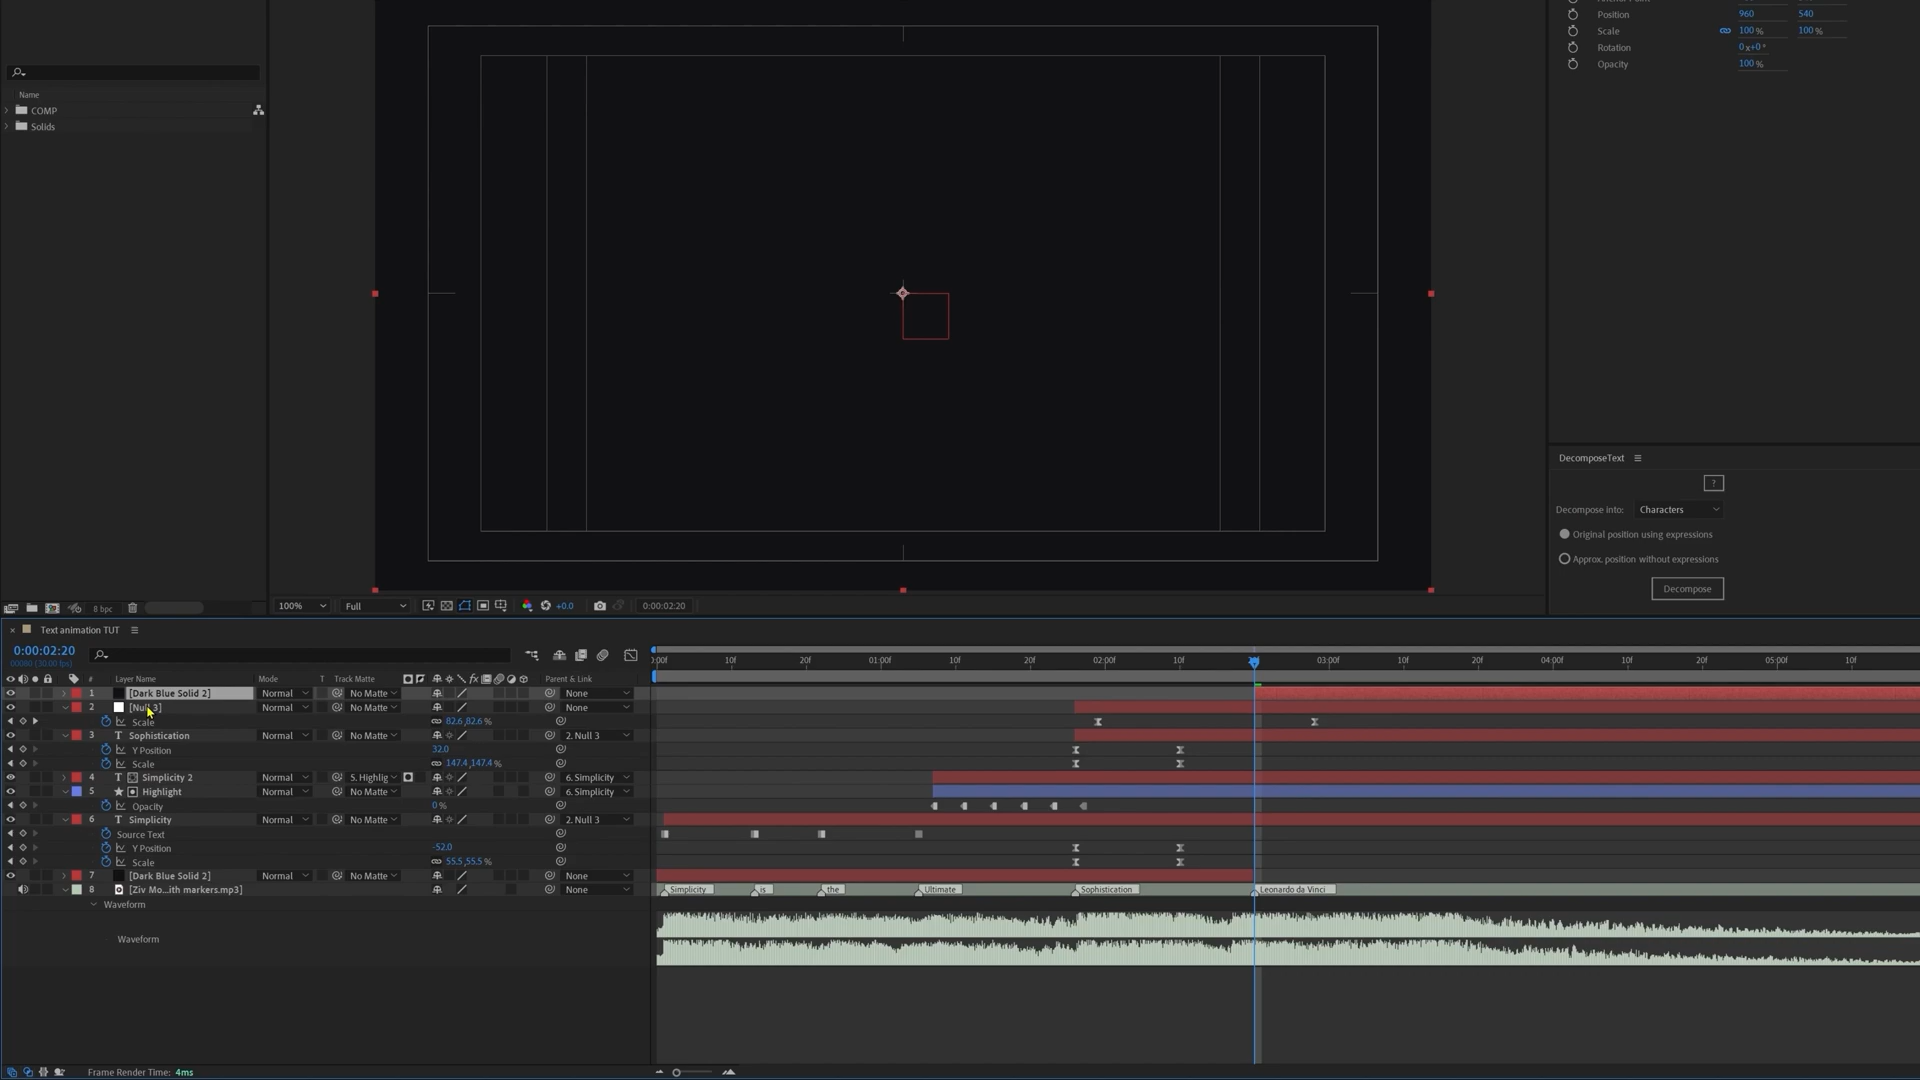 Position 960 540
Scale 100 % 100 %
Rotation 0 x+0 °
Opacity 100 %
Name
COMP
Solids
DecomposeText
?
Decompose into: Characters
Original position using expressions
Approx. position without expressions
Decompose
8 bpc
100% Full +0.0 0:00:02:20
Text animation TUT
0:00:02:20
00080 (30.00 fps)
# Layer Name Mode T Track Matte fx Parent & Link
:00f 10f 20f 01:00f 10f 20f 02:00f 10f 03:00f 10f 20f 04:00f 10f 20f 05:00f 10f
1 [Dark Blue Solid 2] Normal No Matte None
2 [Null 3] Normal No Matte None
Scale 82.6,82.6 %
3 T Sophistication Normal No Matte 2. Null 3
Y Position 32.0
Scale 147.4,147.4 %
4 T Simplicity 2 Normal 5. Highlig 6. Simplicity
5 Highlight Normal No Matte 6. Simplicity
Opacity 0 %
6 T Simplicity Normal No Matte 2. Null 3
Source Text
Y Position -52.0
Scale 55.5,55.5 %
7 [Dark Blue Solid 2] Normal No Matte None
8 [Ziv Mo...ith markers.mp3] Normal No Matte None
Simplicity is the Ultimate Sophistication Leonardo da Vinci
Waveform
Waveform
Frame Render Time: 4ms